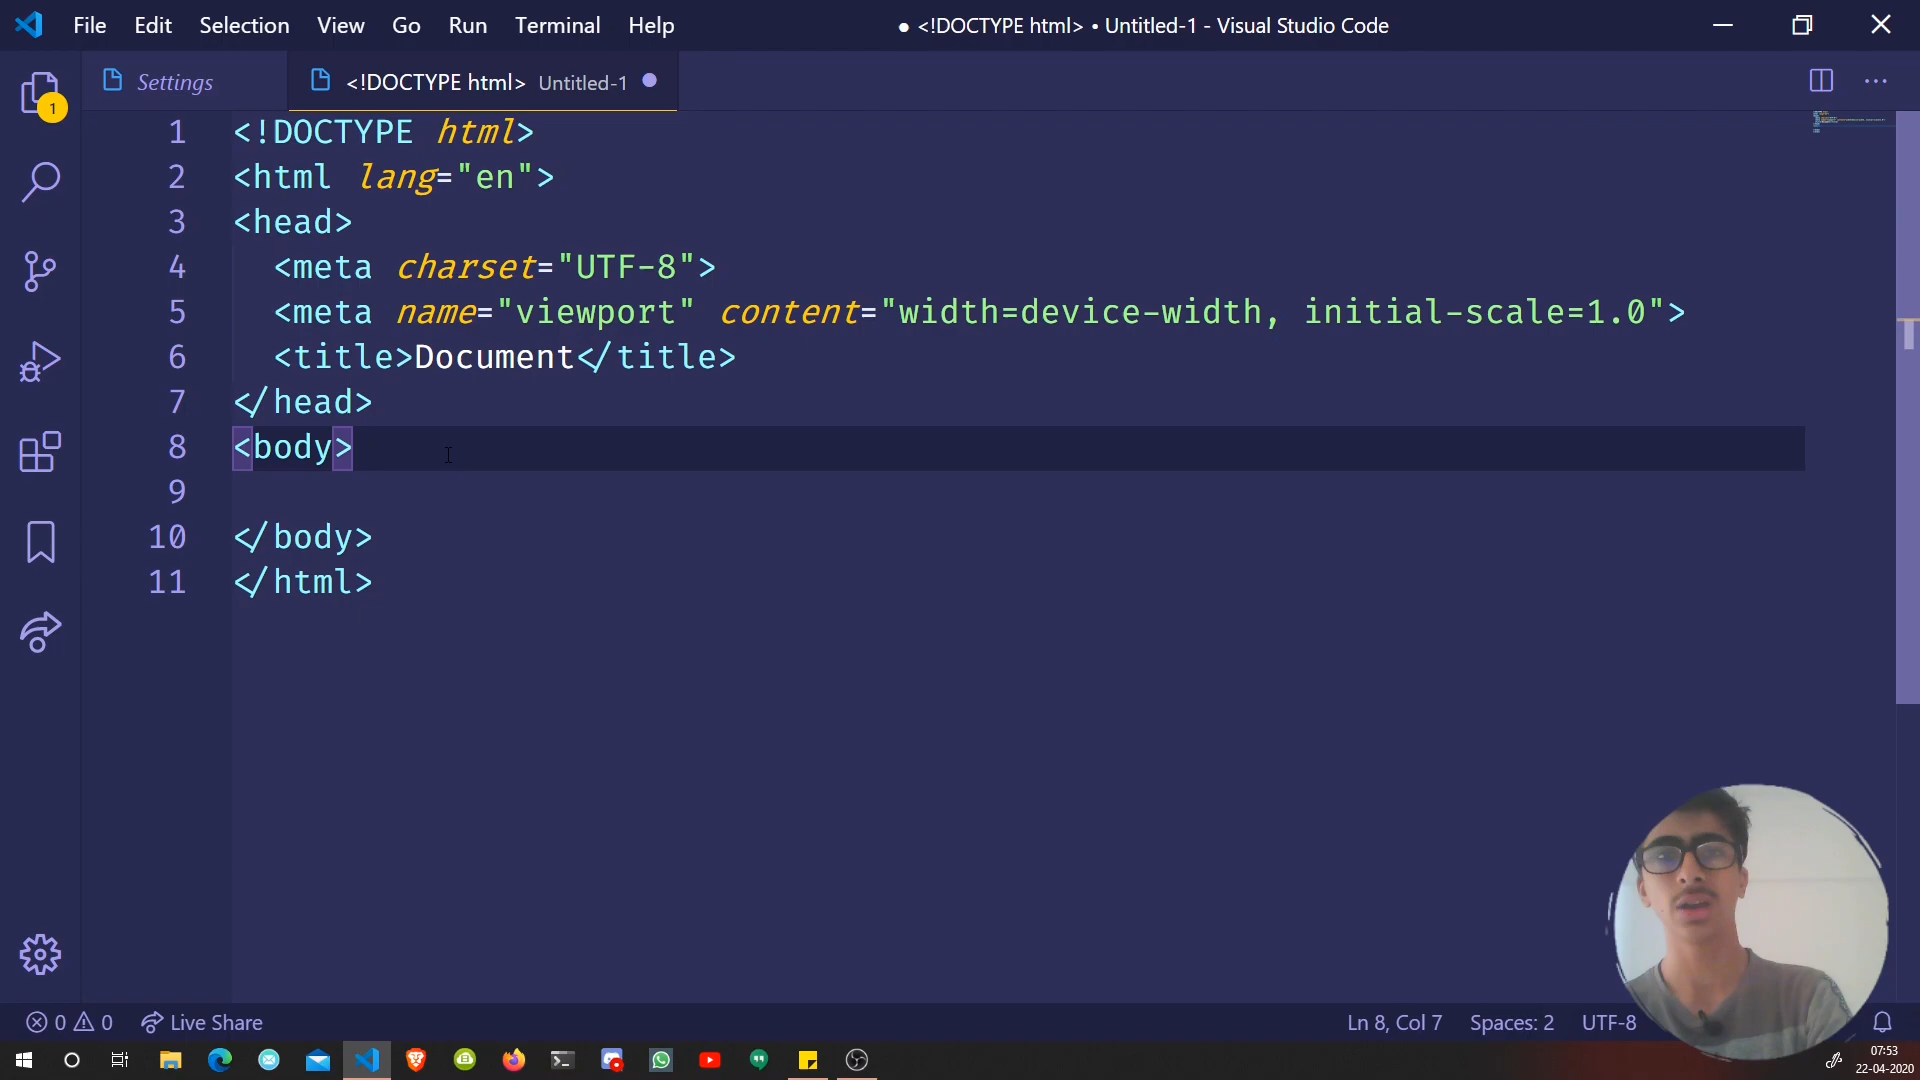 File Edit Selection View Go Run Terminal Help
● <!DOCTYPE html> • Untitled-1 - Visual Studio Code
Settings
<!DOCTYPE html> Untitled-1
1
1 <!DOCTYPE html>
2 <html lang="en">
3 <head>
4 <meta charset="UTF-8">
5 <meta name="viewport" content="width=device-width, initial-scale=1.0">
6 <title>Document</title>
7 </head>
8 <body>
9
10 </body>
11 </html>
0 0 Live Share
Ln 8, Col 7 Spaces: 2 UTF-8
07:53
22-04-2020